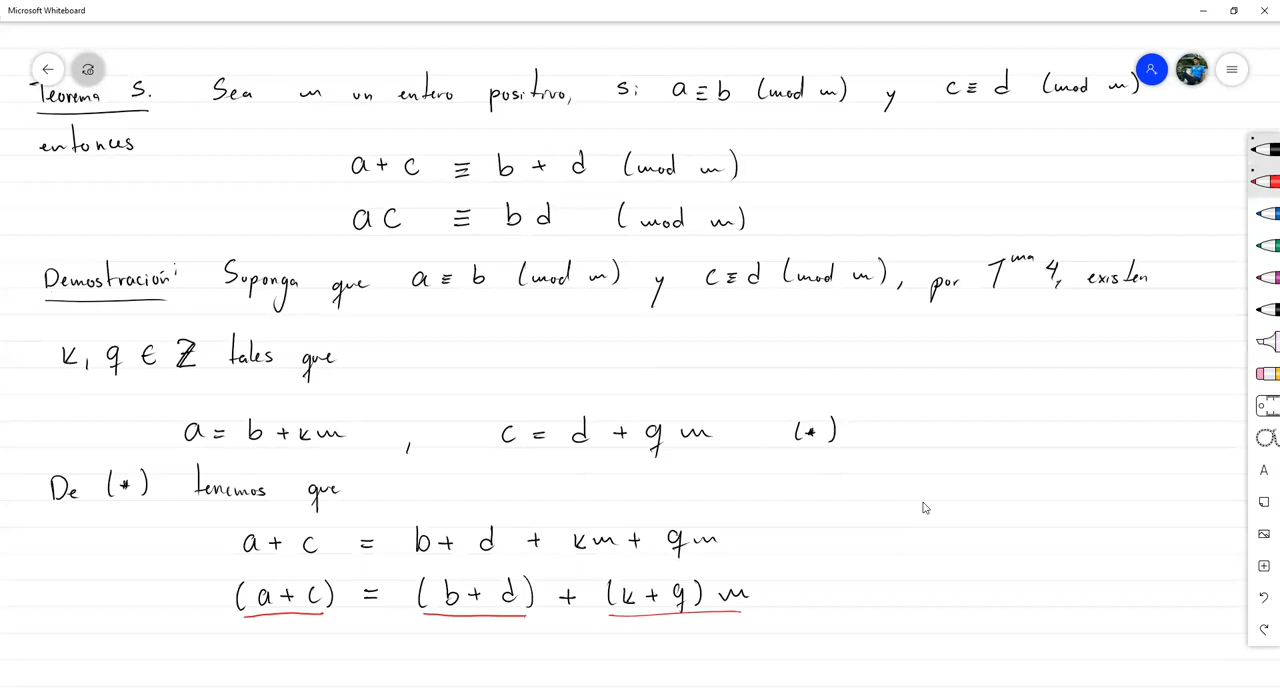 Microsoft Whiteboard
Teorema 5. Sea m un entero positivo, si a ≡ b (mod m) y c ≡ d (mod m)
entonces
a + c ≡ b + d (mod m)
ac ≡ bd (mod m)
Demostración: Suponga que a ≡ b (mod m) y c ≡ d (mod m), por Tma 4, existen
k, q ∈ ℤ tales que
a = b + km , c = d + qm (*)
De (*) tenemos que
a + c = b + d + km + qm
(a + c) = (b + d) + (k + q) m